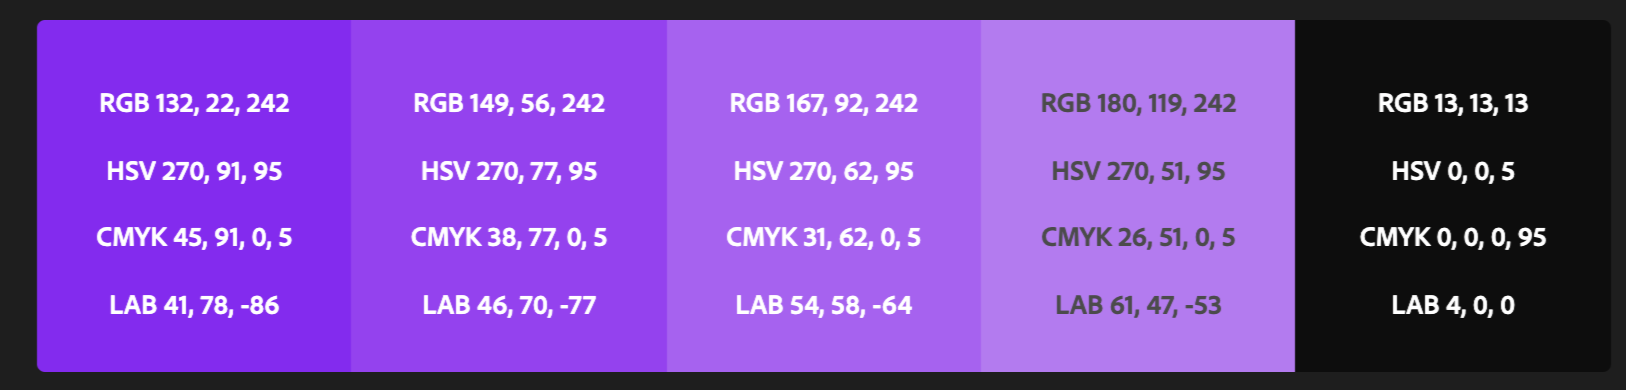 RGB 132, 22, 242
HSV 270, 91, 95
CMYK 45, 91, 0, 5
LAB 41, 78, -86
RGB 149, 56, 242
HSV 270, 77, 95
CMYK 38, 77, 0, 5
LAB 46, 70, -77
RGB 167, 92, 242
HSV 270, 62, 95
CMYK 31, 62, 0, 5
LAB 54, 58, -64
RGB 180, 119, 242
HSV 270, 51, 95
CMYK 26, 51, 0, 5
LAB 61, 47, -53
RGB 13, 13, 13
HSV 0, 0, 5
CMYK 0, 0, 0, 95
LAB 4, 0, 0